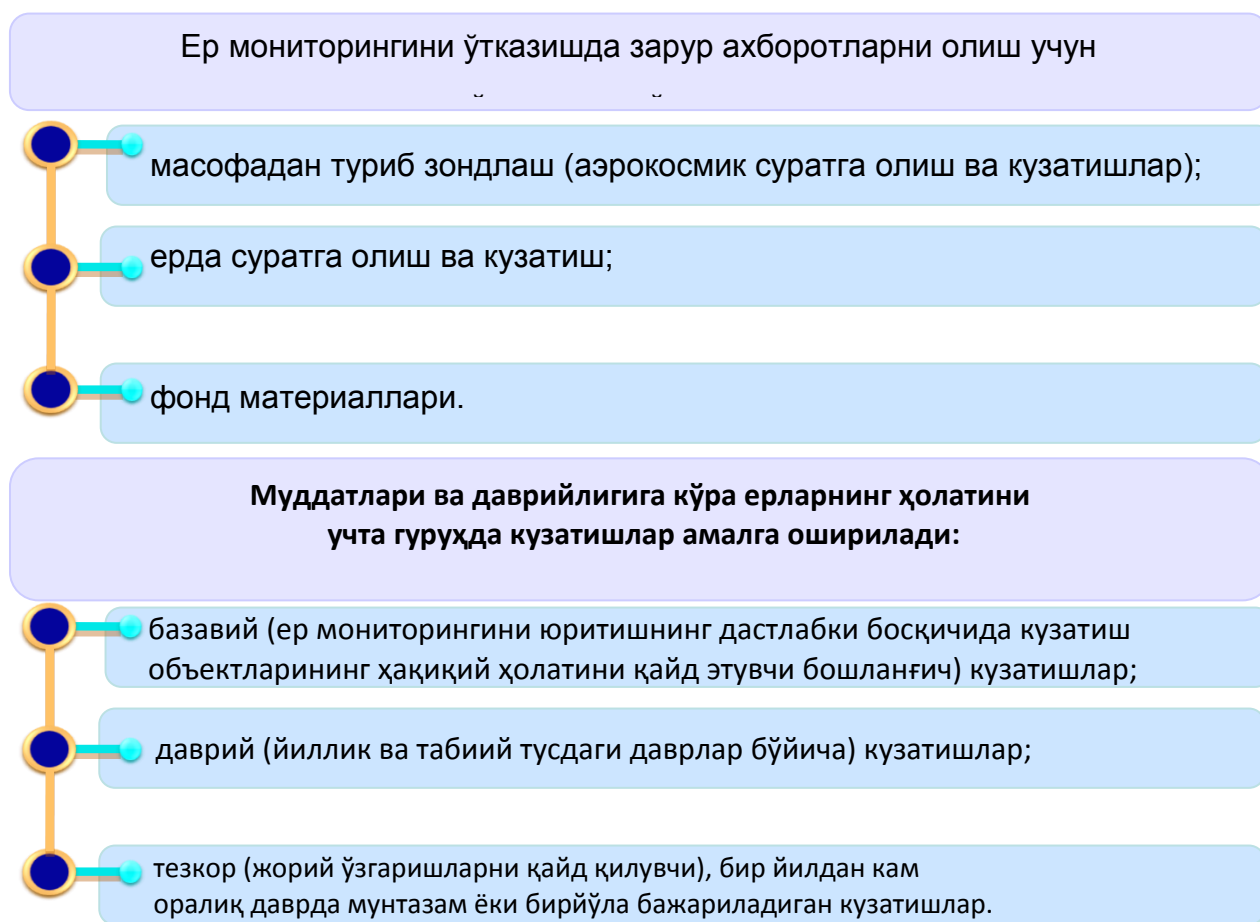 Ер мониторингини ўтказишда зарур ахборотларни олиш учун
масофадан туриб зондлаш (аэрокосмик суратга олиш ва кузатишлар);
ерда суратга олиш ва кузатиш;
фонд материаллари.
Муддатлари ва даврийлигига кўра ерларнинг ҳолатини
учта гуруҳда кузатишлар амалга оширилади:
базавий (ер мониторингини юритишнинг дастлабки босқичида кузатиш
объектларининг ҳақиқий ҳолатини қайд этувчи бошланғич) кузатишлар;
даврий (йиллик ва табиий тусдаги даврлар бўйича) кузатишлар;
тезкор (жорий ўзгаришларни қайд қилувчи), бир йилдан кам
оралиқ даврда мунтазам ёки бирйўла бажариладиган кузатишлар.